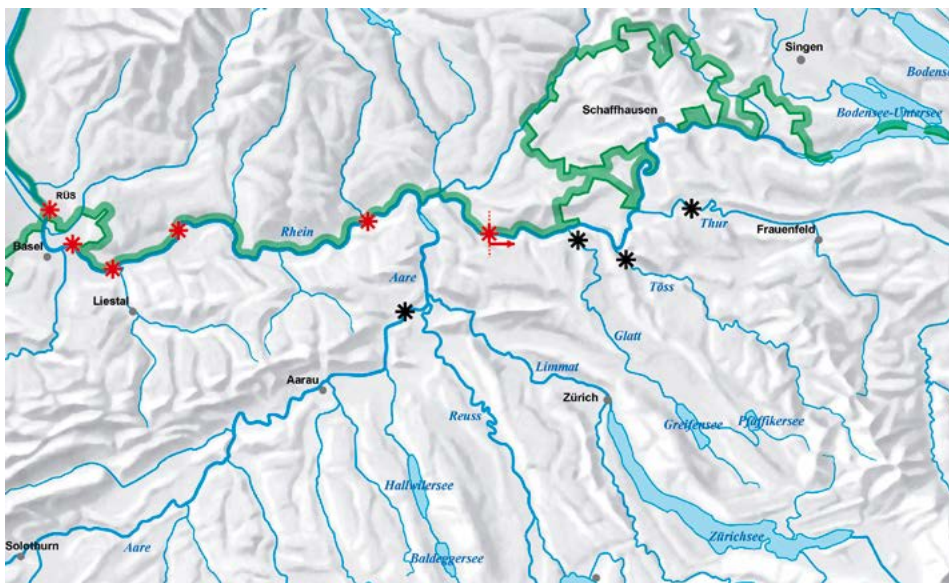 Singen
Bodens
Schaffhausen
Bodensee-Untersee
RÜS
Basel
Rhein
Thur
Frauenfeld
Liestal
Aare
Töss
Glatt
Aarau
Limmat
Zürich
Reuss
Greifensee
Pfäffikersee
Hallwilersee
Zürichsee
Solothurn
Aare
Baldeggersee